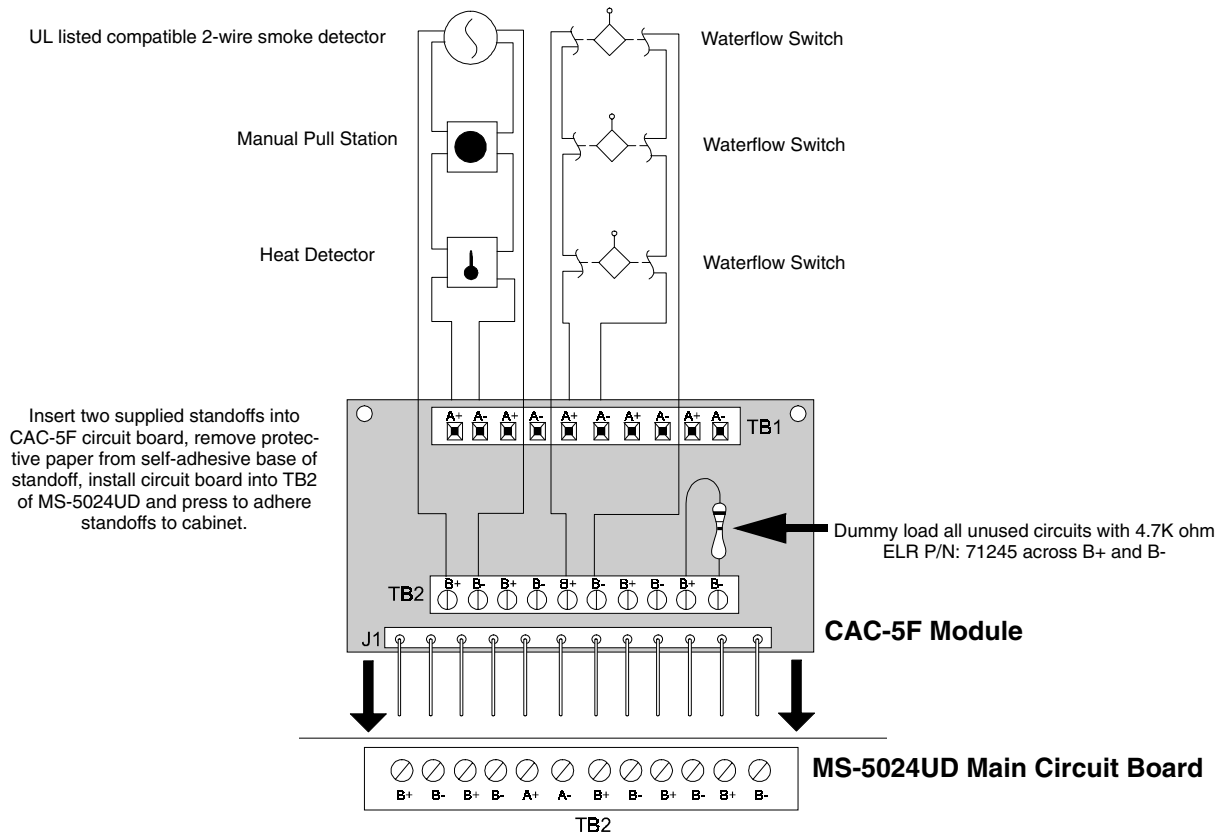 UL listed compatible 2-wire smoke detector
Waterflow Switch
Manual Pull Station
Waterflow Switch
Heat Detector
Waterflow Switch
Insert two supplied standoffs into
CAC-5F circuit board, remove protec-
tive paper from self-adhesive base of
standoff, install circuit board into TB2
of MS-5024UD and press to adhere
standoffs to cabinet.
A+ A- A+ A- A+ A- A+ A- A+ A-
TB1
Dummy load all unused circuits with 4.7K ohm
ELR P/N: 71245 across B+ and B-
TB2
B+ B- B+ B- B+ B- B+ B- B+ B-
J1
CAC-5F Module
MS-5024UD Main Circuit Board
B+ B- B+ B- A+ A- B+ B- B+ B- B+ B-
TB2